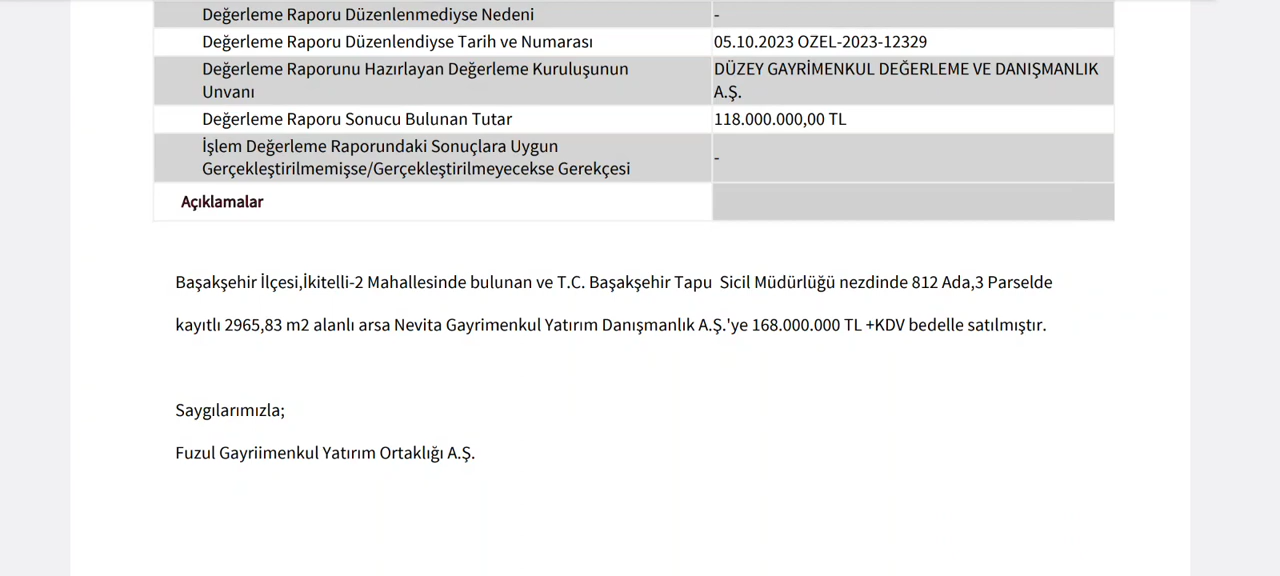 Değerleme Raporu Düzenlenmediyse Nedeni -
Değerleme Raporu Düzenlendiyse Tarih ve Numarası 05.10.2023 OZEL-2023-12329
Değerleme Raporunu Hazırlayan Değerleme Kuruluşunun
Unvanı
DÜZEY GAYRİMENKUL DEĞERLEME VE DANIŞMANLIK
A.Ş.
Değerleme Raporu Sonucu Bulunan Tutar 118.000.000,00 TL
İşlem Değerleme Raporundaki Sonuçlara Uygun
Gerçekleştirilmemişse/Gerçekleştirilmeyecekse Gerekçesi
-
Açıklamalar
Başakşehir İlçesi,İkitelli-2 Mahallesinde bulunan ve T.C. Başakşehir Tapu  Sicil Müdürlüğü nezdinde 812 Ada,3 Parselde
kayıtlı 2965,83 m2 alanlı arsa Nevita Gayrimenkul Yatırım Danışmanlık A.Ş.'ye 168.000.000 TL +KDV bedelle satılmıştır.
Saygılarımızla;
Fuzul Gayriimenkul Yatırım Ortaklığı A.Ş.